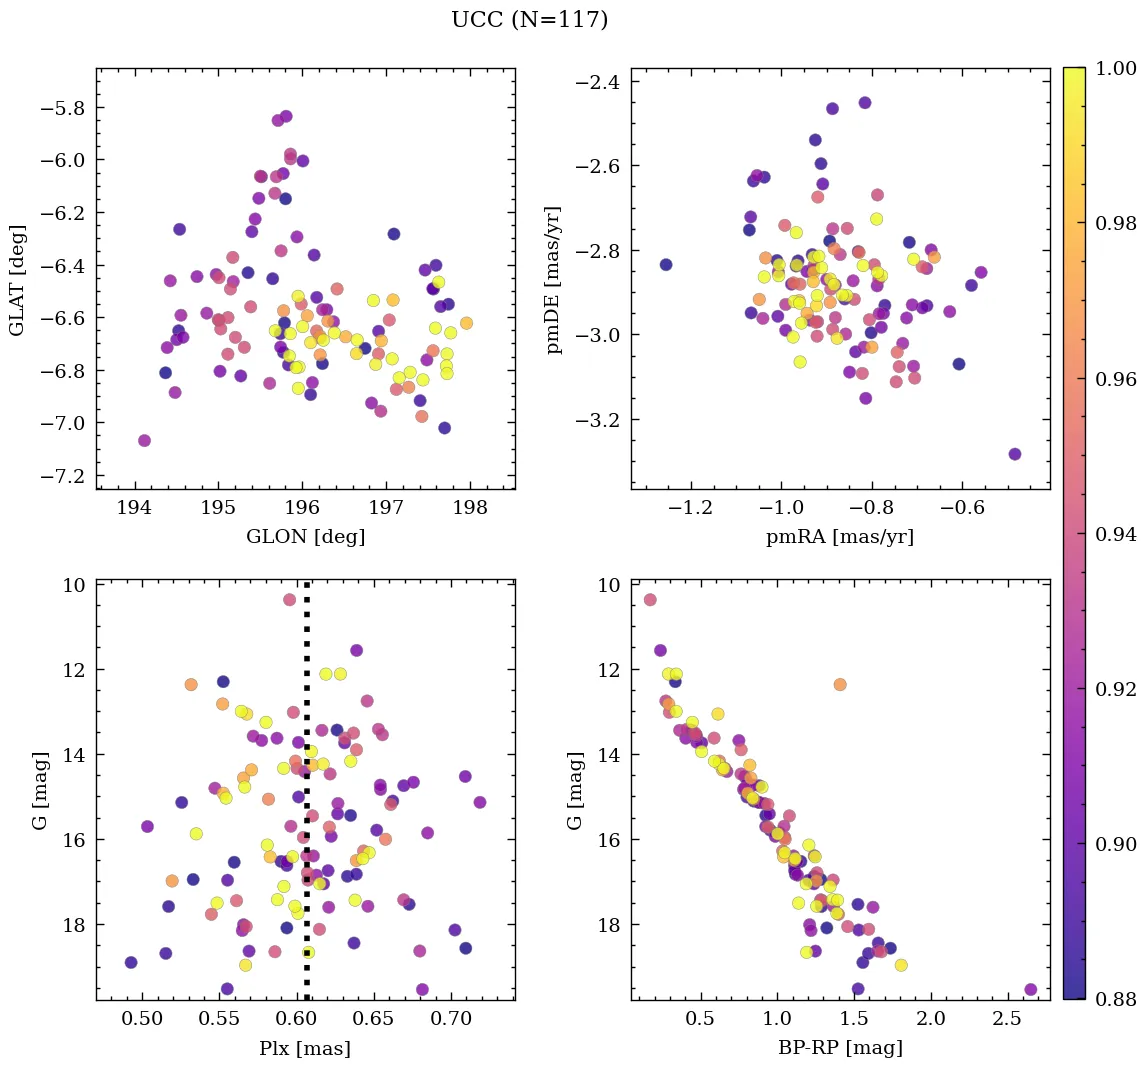 UCC (N=117)
−5.8
−6.0
−6.2
−6.4
−6.6
−6.8
−7.0
−7.2
GLAT [deg]
194 195 196 197 198
GLON [deg]
−2.4
−2.6
−2.8
−3.0
−3.2
pmDE [mas/yr]
−1.2 −1.0 −0.8 −0.6
pmRA [mas/yr]
10
12
14
16
18
G [mag]
0.50 0.55 0.60 0.65 0.70
Plx [mas]
10
12
14
16
18
G [mag]
0.5 1.0 1.5 2.0 2.5
BP-RP [mag]
1.00
0.98
0.96
0.94
0.92
0.90
0.88